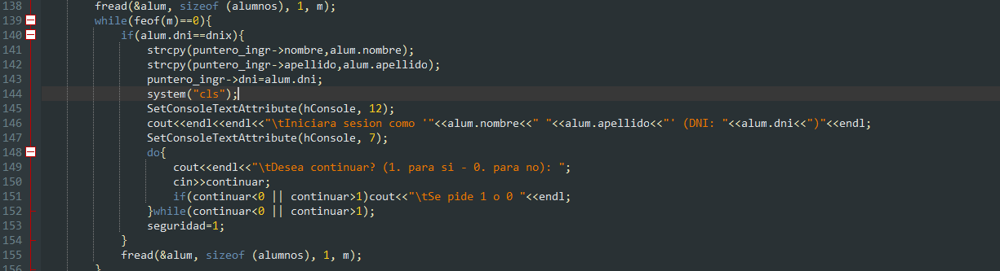 138 fread(&alum, sizeof (alumnos), 1, m);
139 while(feof(m)==0){
140 if(alum.dni==dnix){
141 strcpy(puntero_ingr->nombre,alum.nombre);
142 strcpy(puntero_ingr->apellido,alum.apellido);
143 puntero_ingr->dni=alum.dni;
144 system("cls");
145 SetConsoleTextAttribute(hConsole, 12);
146 cout<<endl<<endl<<"\tIniciara sesion como '"<<alum.nombre<<" "<<alum.apellido<<"' (DNI: "<<alum.dni<<")"<<endl;
147 SetConsoleTextAttribute(hConsole, 7);
148 do{
149 cout<<endl<<"\tDesea continuar? (1. para si - 0. para no): ";
150 cin>>continuar;
151 if(continuar<0 || continuar>1)cout<<"\tSe pide 1 o 0 "<<endl;
152 }while(continuar<0 || continuar>1);
153 seguridad=1;
154 }
155 fread(&alum, sizeof (alumnos), 1, m);
156 }